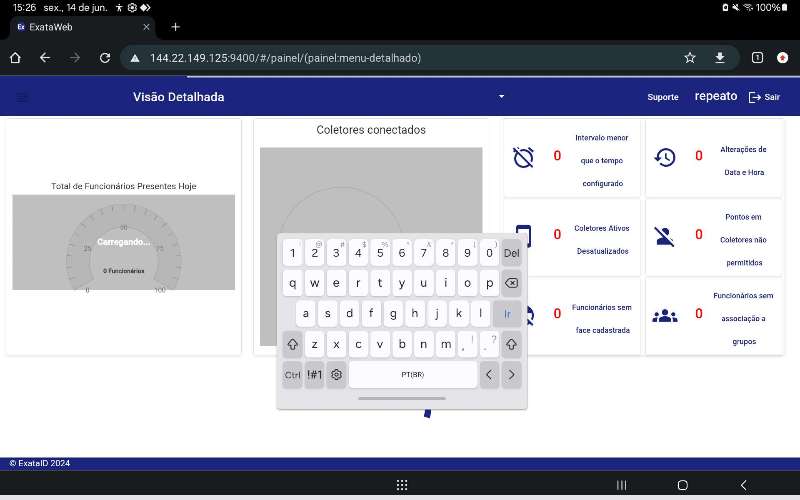 15:26 sex., 14 de jun. 100%
Ex ExataWeb
144.22.149.125:9400/#/painel/(painel:menu-detalhado) 1
Visão Detalhada Suporte repeato Sair
Total de Funcionários Presentes Hoje
50
25 75
Carregando...
0 Funcionários
0 100
Coletores conectados
0 Intervelo menor
que o tempo
configurado
0 Alterações de
Data e Hora
0 Coletores Ativos
Desatualizados
0 Pontos em
Coletores não
permitidos
0 Funcionários sem
face cadastrada
0 Funcionários sem
associação a
grupos
@ # $ % ^ & * ( )
1 2 3 4 5 6 7 8 9 0 Del
q w e r t y u i o p
a s d f g h j k l Ir
z x c v b n m , ! . ?
Ctrl !#1 PT(BR) < >
© ExataID 2024